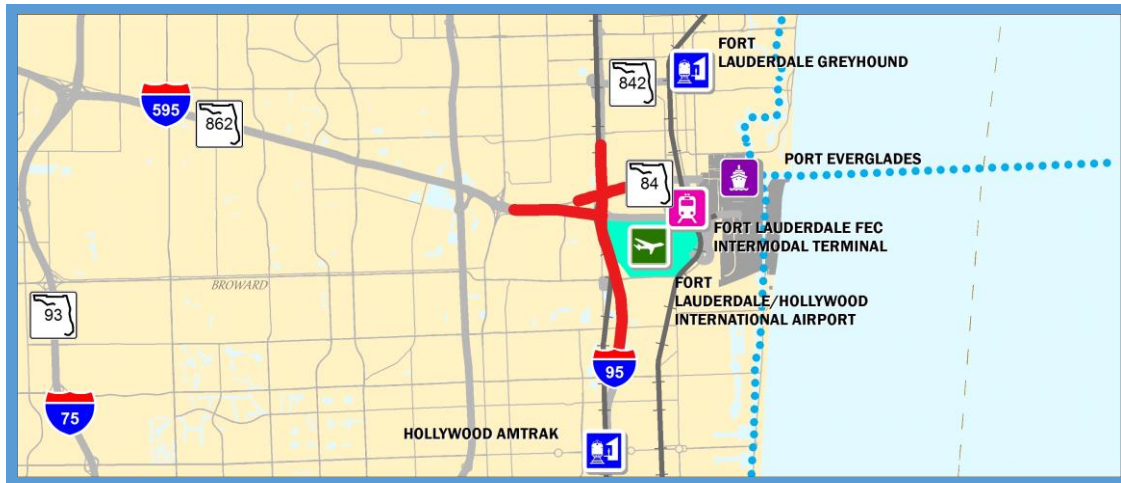 FORT
LAUDERDALE GREYHOUND
842
595
862
PORT EVERGLADES
84
FORT LAUDERDALE FEC
INTERMODAL TERMINAL
BROWARD
FORT
LAUDERDALE/HOLLYWOOD
INTERNATIONAL AIRPORT
93
95
75
HOLLYWOOD AMTRAK